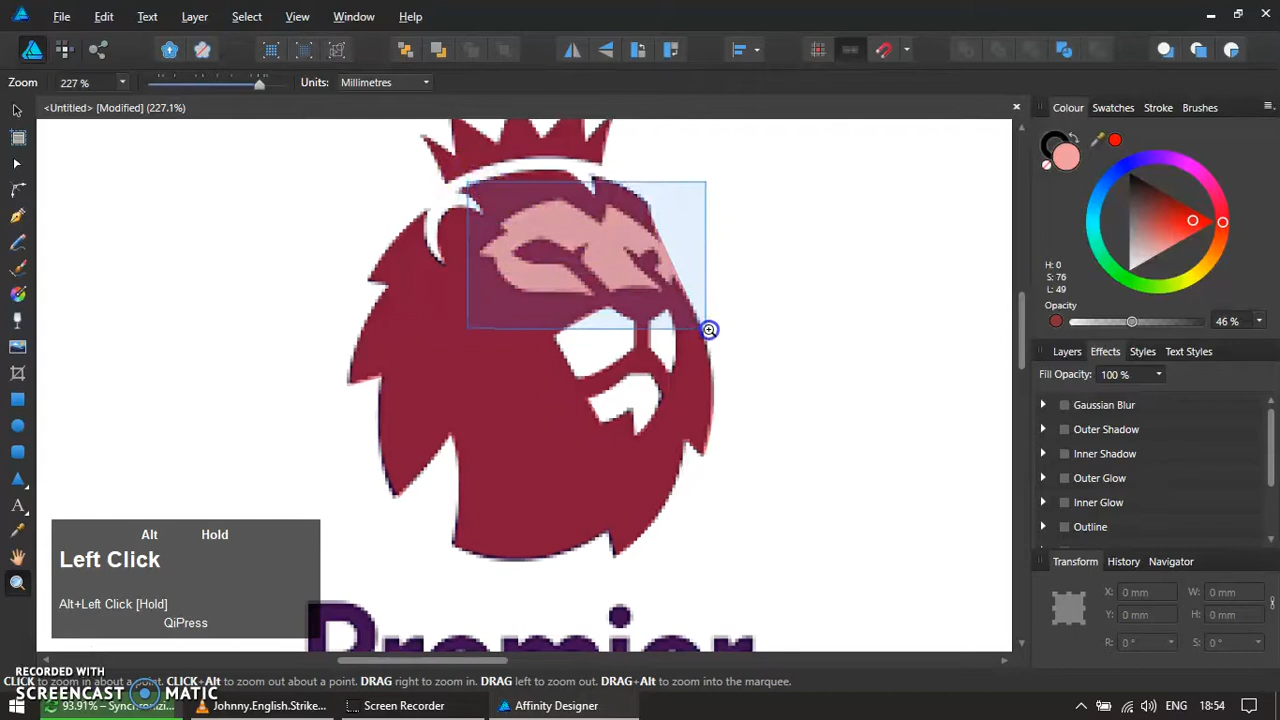 File Edit Text Layer Select View Window Help
Zoom 227 % Units: Millimetres
<Untitled> [Modified] (227.1%)
Colour Swatches Stroke Brushes
H: 0
S: 76
L: 49
Opacity
46 %
Layers Effects Styles Text Styles
Fill Opacity: 100 %
Gaussian Blur
Outer Shadow
Inner Shadow
Outer Glow
Inner Glow
Outline
Transform History Navigator
X: 0 mm W: 0 mm
Y: 0 mm H: 0 mm
R: 0 ° S: 0 °
Alt Hold
Left Click
Alt+Left Click [Hold]
QiPress
Premier
RECORDED WITH
SCREENCAST MATIC
CLICK to zoom in about a point. CLICK+Alt to zoom out about a point. DRAG right to zoom in. DRAG left to zoom out. DRAG+Alt to zoom into the marquee.
93.91% – Synchronizi... Johnny.English.Strike... Screen Recorder Affinity Designer ENG 18:54